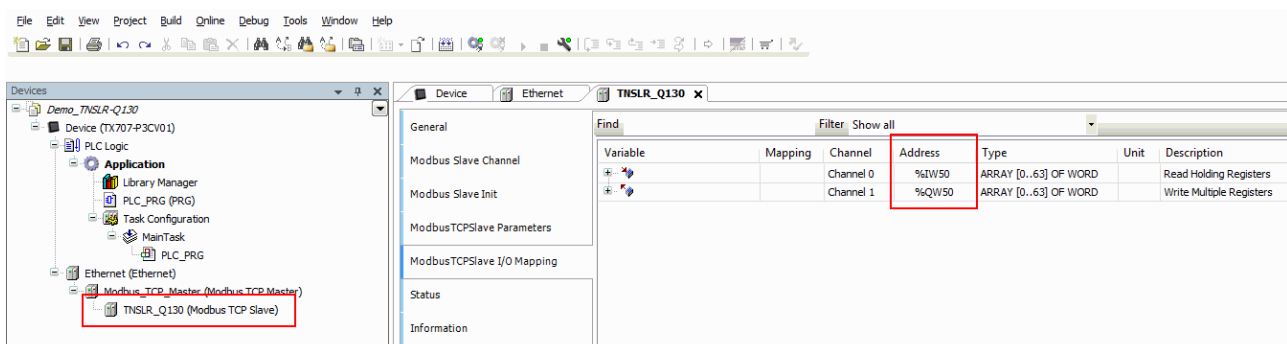 File Edit View Project Build Online Debug Tools Window Help
Devices
Demo_TNSLR-Q130
Device (TX707-P3CV01)
PLC Logic
Application
Library Manager
PLC_PRG (PRG)
Task Configuration
MainTask
PLC_PRG
Ethernet (Ethernet)
Modbus_TCP_Master (Modbus TCP Master)
TNSLR_Q130 (Modbus TCP Slave)
Device Ethernet TNSLR_Q130
General
Modbus Slave Channel
Modbus Slave Init
ModbusTCPSlave Parameters
ModbusTCPSlave I/O Mapping
Status
Information
Find Filter Show all
Variable Mapping Channel Address Type Unit Description
Channel 0 %IW50 ARRAY [0..63] OF WORD Read Holding Registers
Channel 1 %QW50 ARRAY [0..63] OF WORD Write Multiple Registers